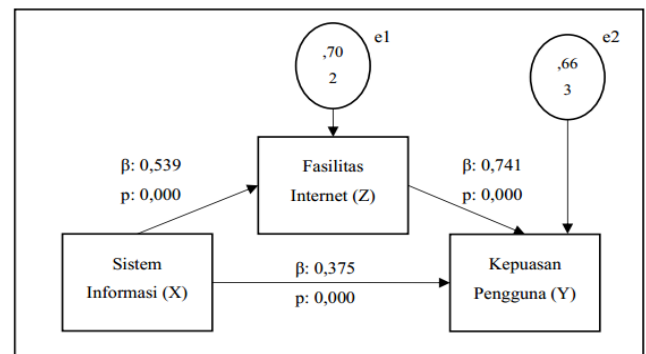 ,70
2
e1
,66
3
e2
β: 0,539
p: 0,000
Fasilitas
Internet (Z)
β: 0,741
p: 0,000
Sistem
Informasi (X)
β: 0,375
p: 0,000
Kepuasan
Pengguna (Y)